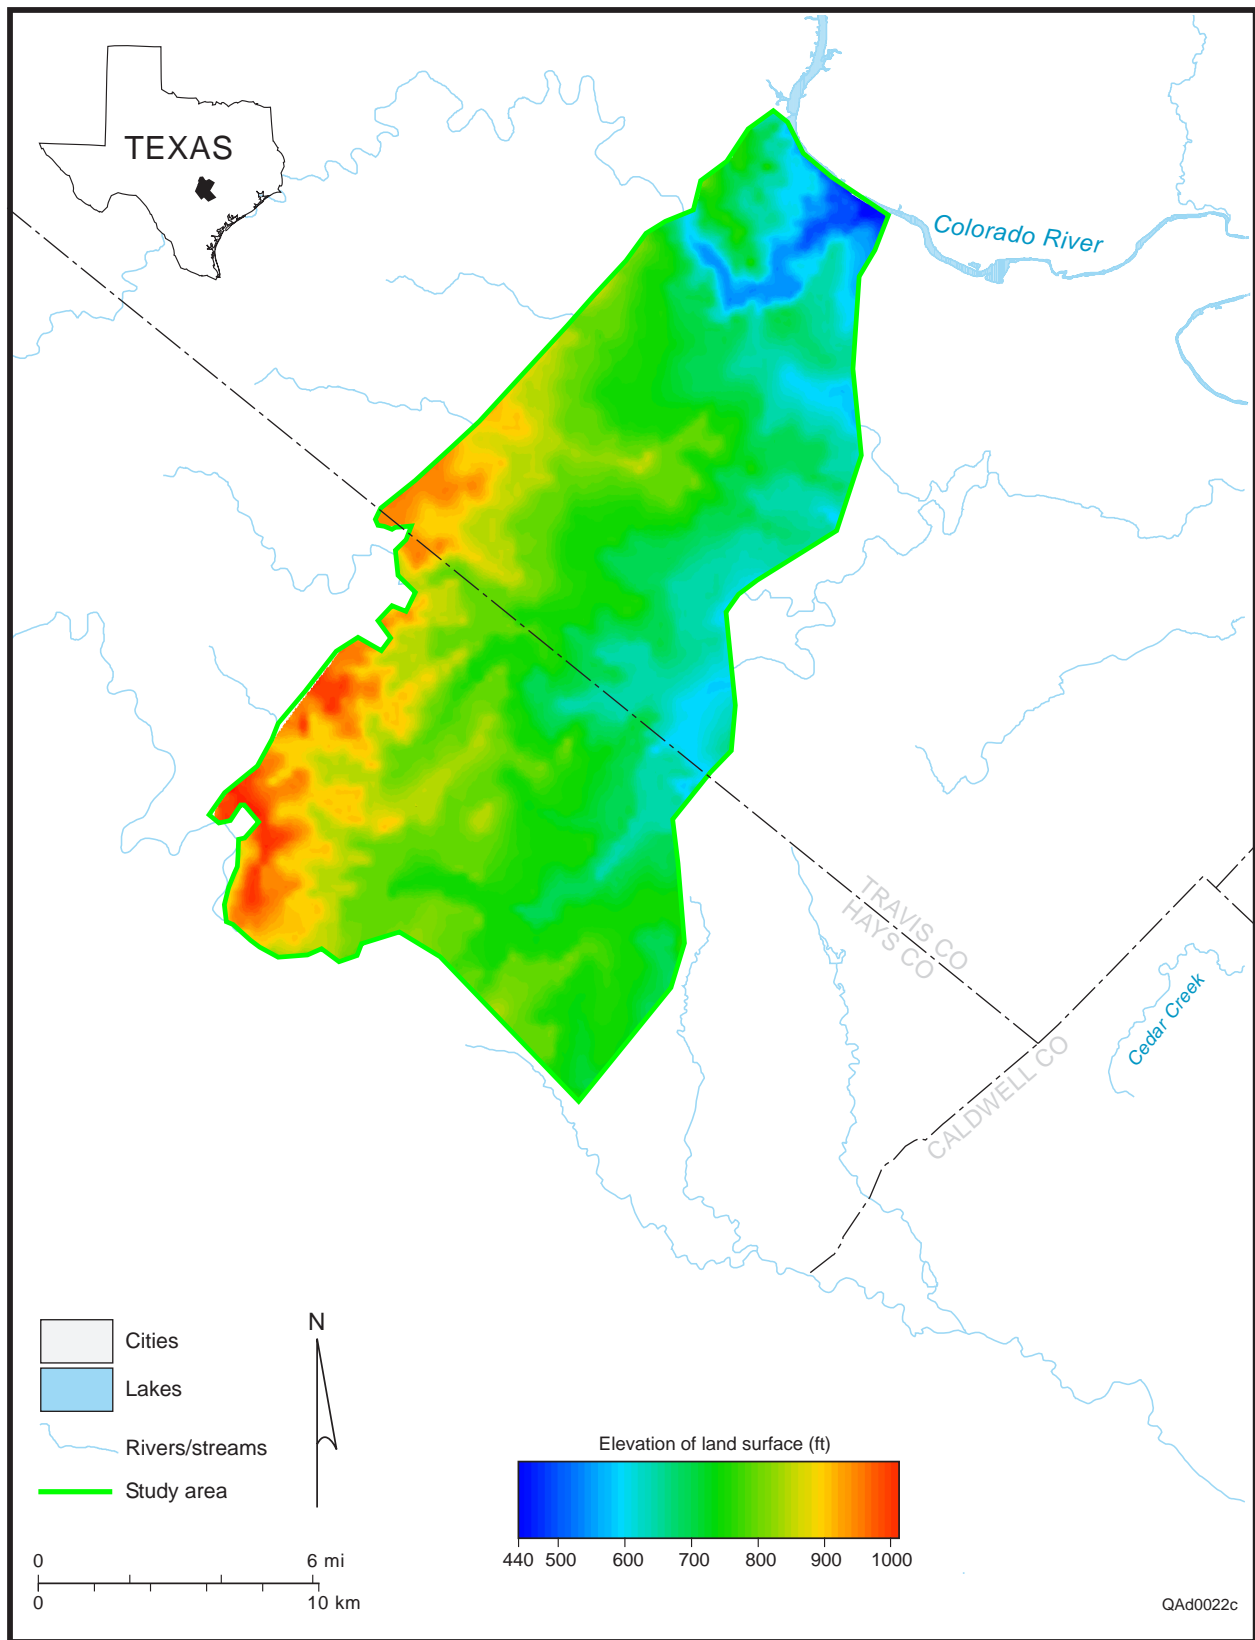 TEXAS
Colorado River
TRAVIS CO
HAYS CO
Cedar Creek
CALDWELL CO
N
Cities
Lakes
Rivers/streams
Study area
Elevation of land surface (ft)
440 500 600 700 800 900 1000
0 6 mi
0 10 km
QAd0022c